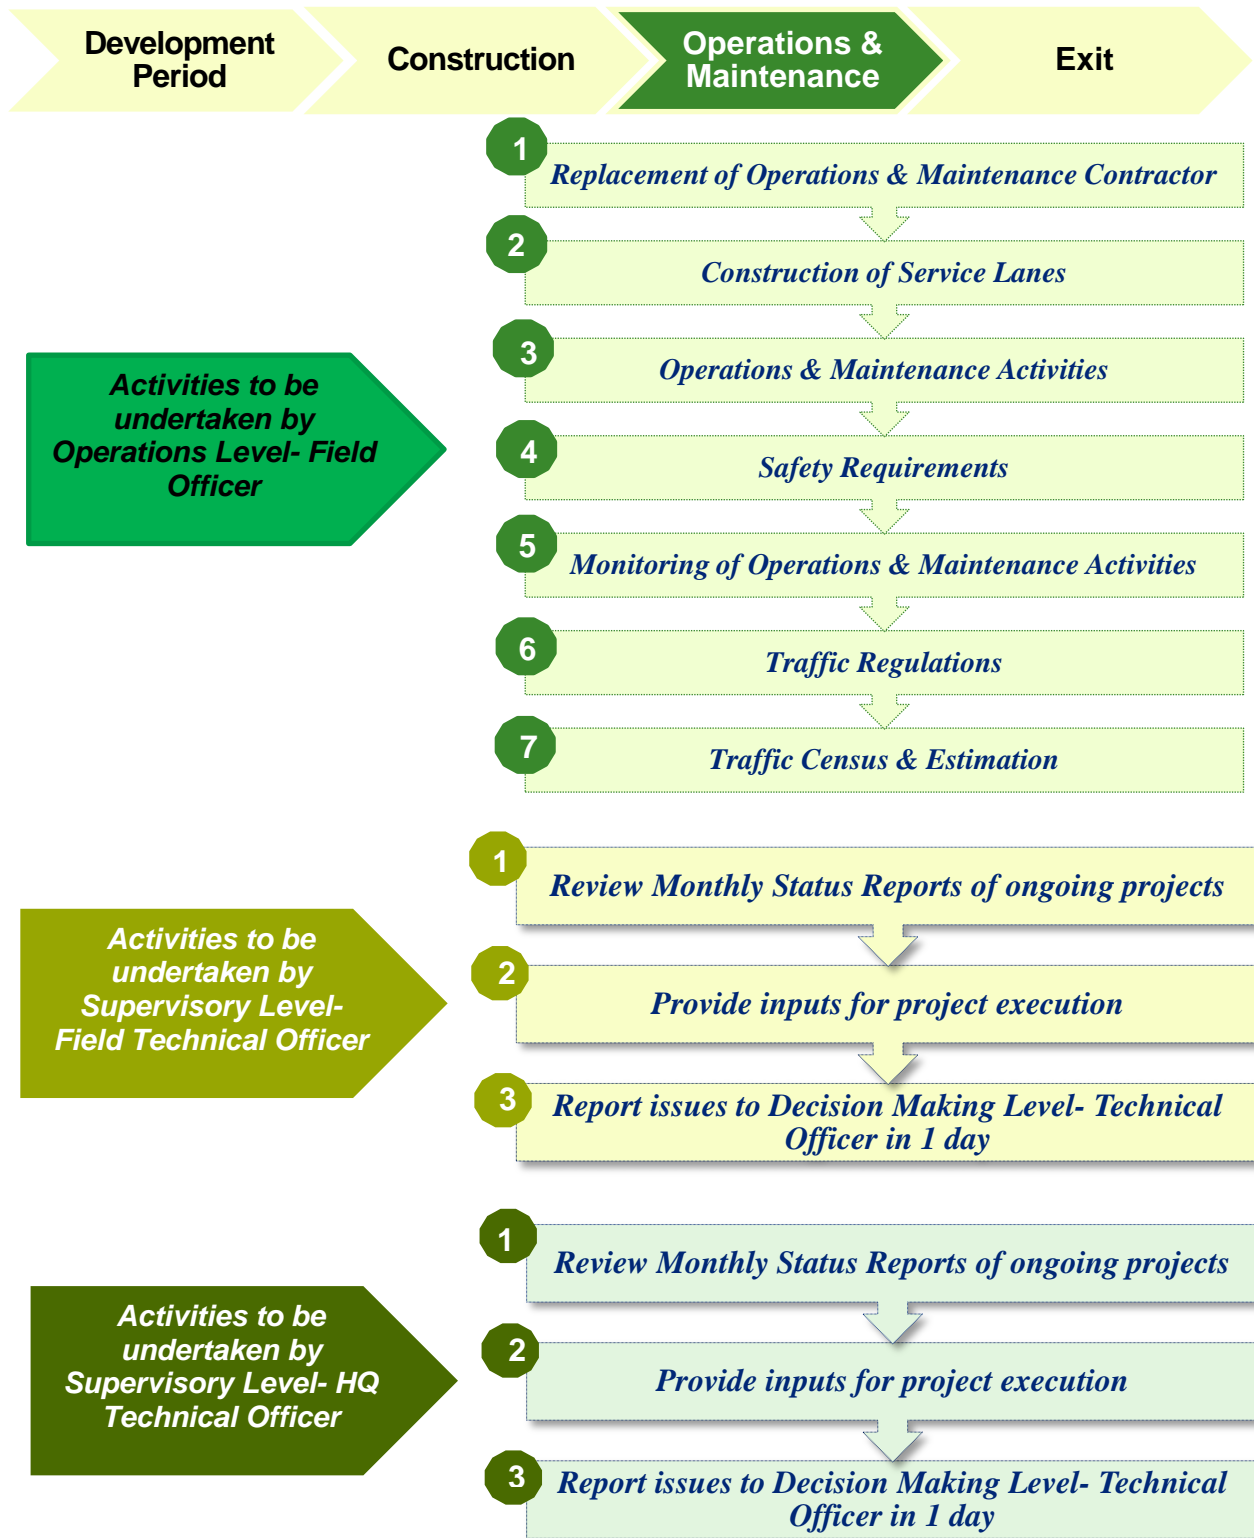 Development
Period
Construction
Operations &
Maintenance
Exit
1
Replacement of Operations & Maintenance Contractor
2
Construction of Service Lanes
3
Operations & Maintenance Activities
4
Safety Requirements
5
Monitoring of Operations & Maintenance Activities
6
Traffic Regulations
7
Traffic Census & Estimation
Activities to be
undertaken by
Operations Level- Field
Officer
1
Review Monthly Status Reports of ongoing projects
2
Provide inputs for project execution
3
Report issues to Decision Making Level- Technical
Officer in 1 day
Activities to be
undertaken by
Supervisory Level-
Field Technical Officer
1
Review Monthly Status Reports of ongoing projects
2
Provide inputs for project execution
3
Report issues to Decision Making Level- Technical
Officer in 1 day
Activities to be
undertaken by
Supervisory Level- HQ
Technical Officer